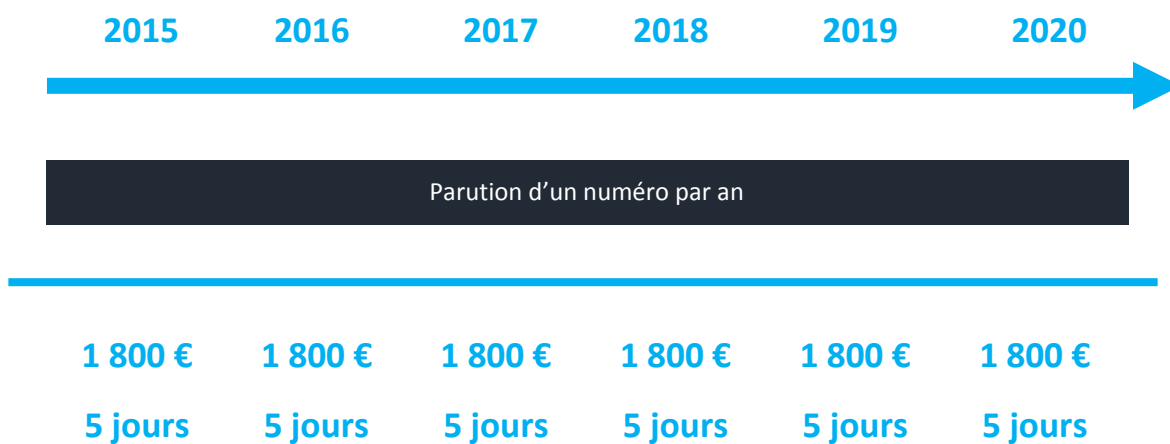 2015 2016 2017 2018 2019 2020
Parution d’un numéro par an
1 800 € 1 800 € 1 800 € 1 800 € 1 800 € 1 800 €
5 jours 5 jours 5 jours 5 jours 5 jours 5 jours